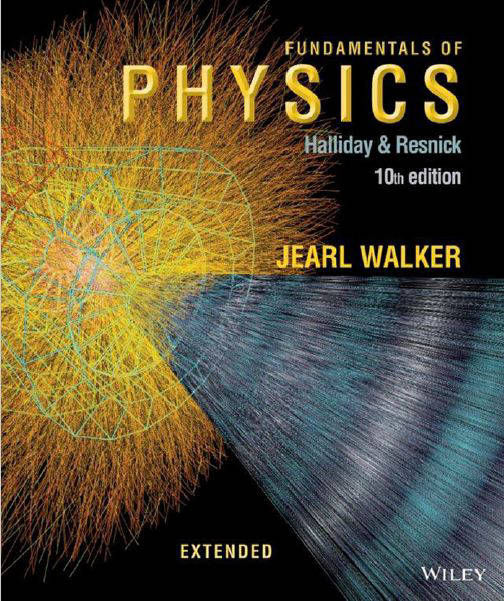 FUNDAMENTALS OF
PHYSICS
Halliday & Resnick
10th edition
JEARL WALKER
EXTENDED
WILEY